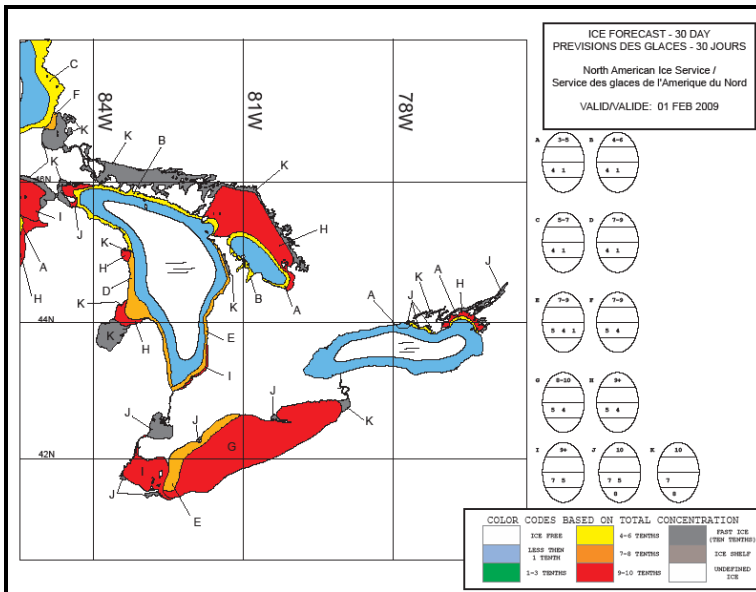 ICE FORECAST - 30 DAY
PREVISIONS DES GLACES - 30 JOURS
North American Ice Service /
Service des glaces de l'Amerique du Nord
VALID/VALIDE: 01 FEB 2009
84W
81W
78W
C
F
K
K
K
B
K
K
I
J
H
A
K
H
D
H
K
K
H
K
B
A
E
I
J
J
J
G
K
I
J
E
A
J
K
A
H
J
44N
42N
A 3-5
4 1
B 4-6
4 1
C 5-7
4 1
D 7-9
4 1
E 7-9
5 4 1
F 7-9
5 4
G 8-10
5 4
H 9+
5 4
I 9+
7 5
J 10
7 5
8
K 10
7
8
COLOR CODES BASED ON TOTAL CONCENTRATION
ICE FREE
4-6 TENTHS
FAST ICE
(TEN TENTHS)
LESS THEN
1 TENTH
7-8 TENTHS
ICE SHELF
1-3 TENTHS
9-10 TENTHS
UNDEFINED
ICE